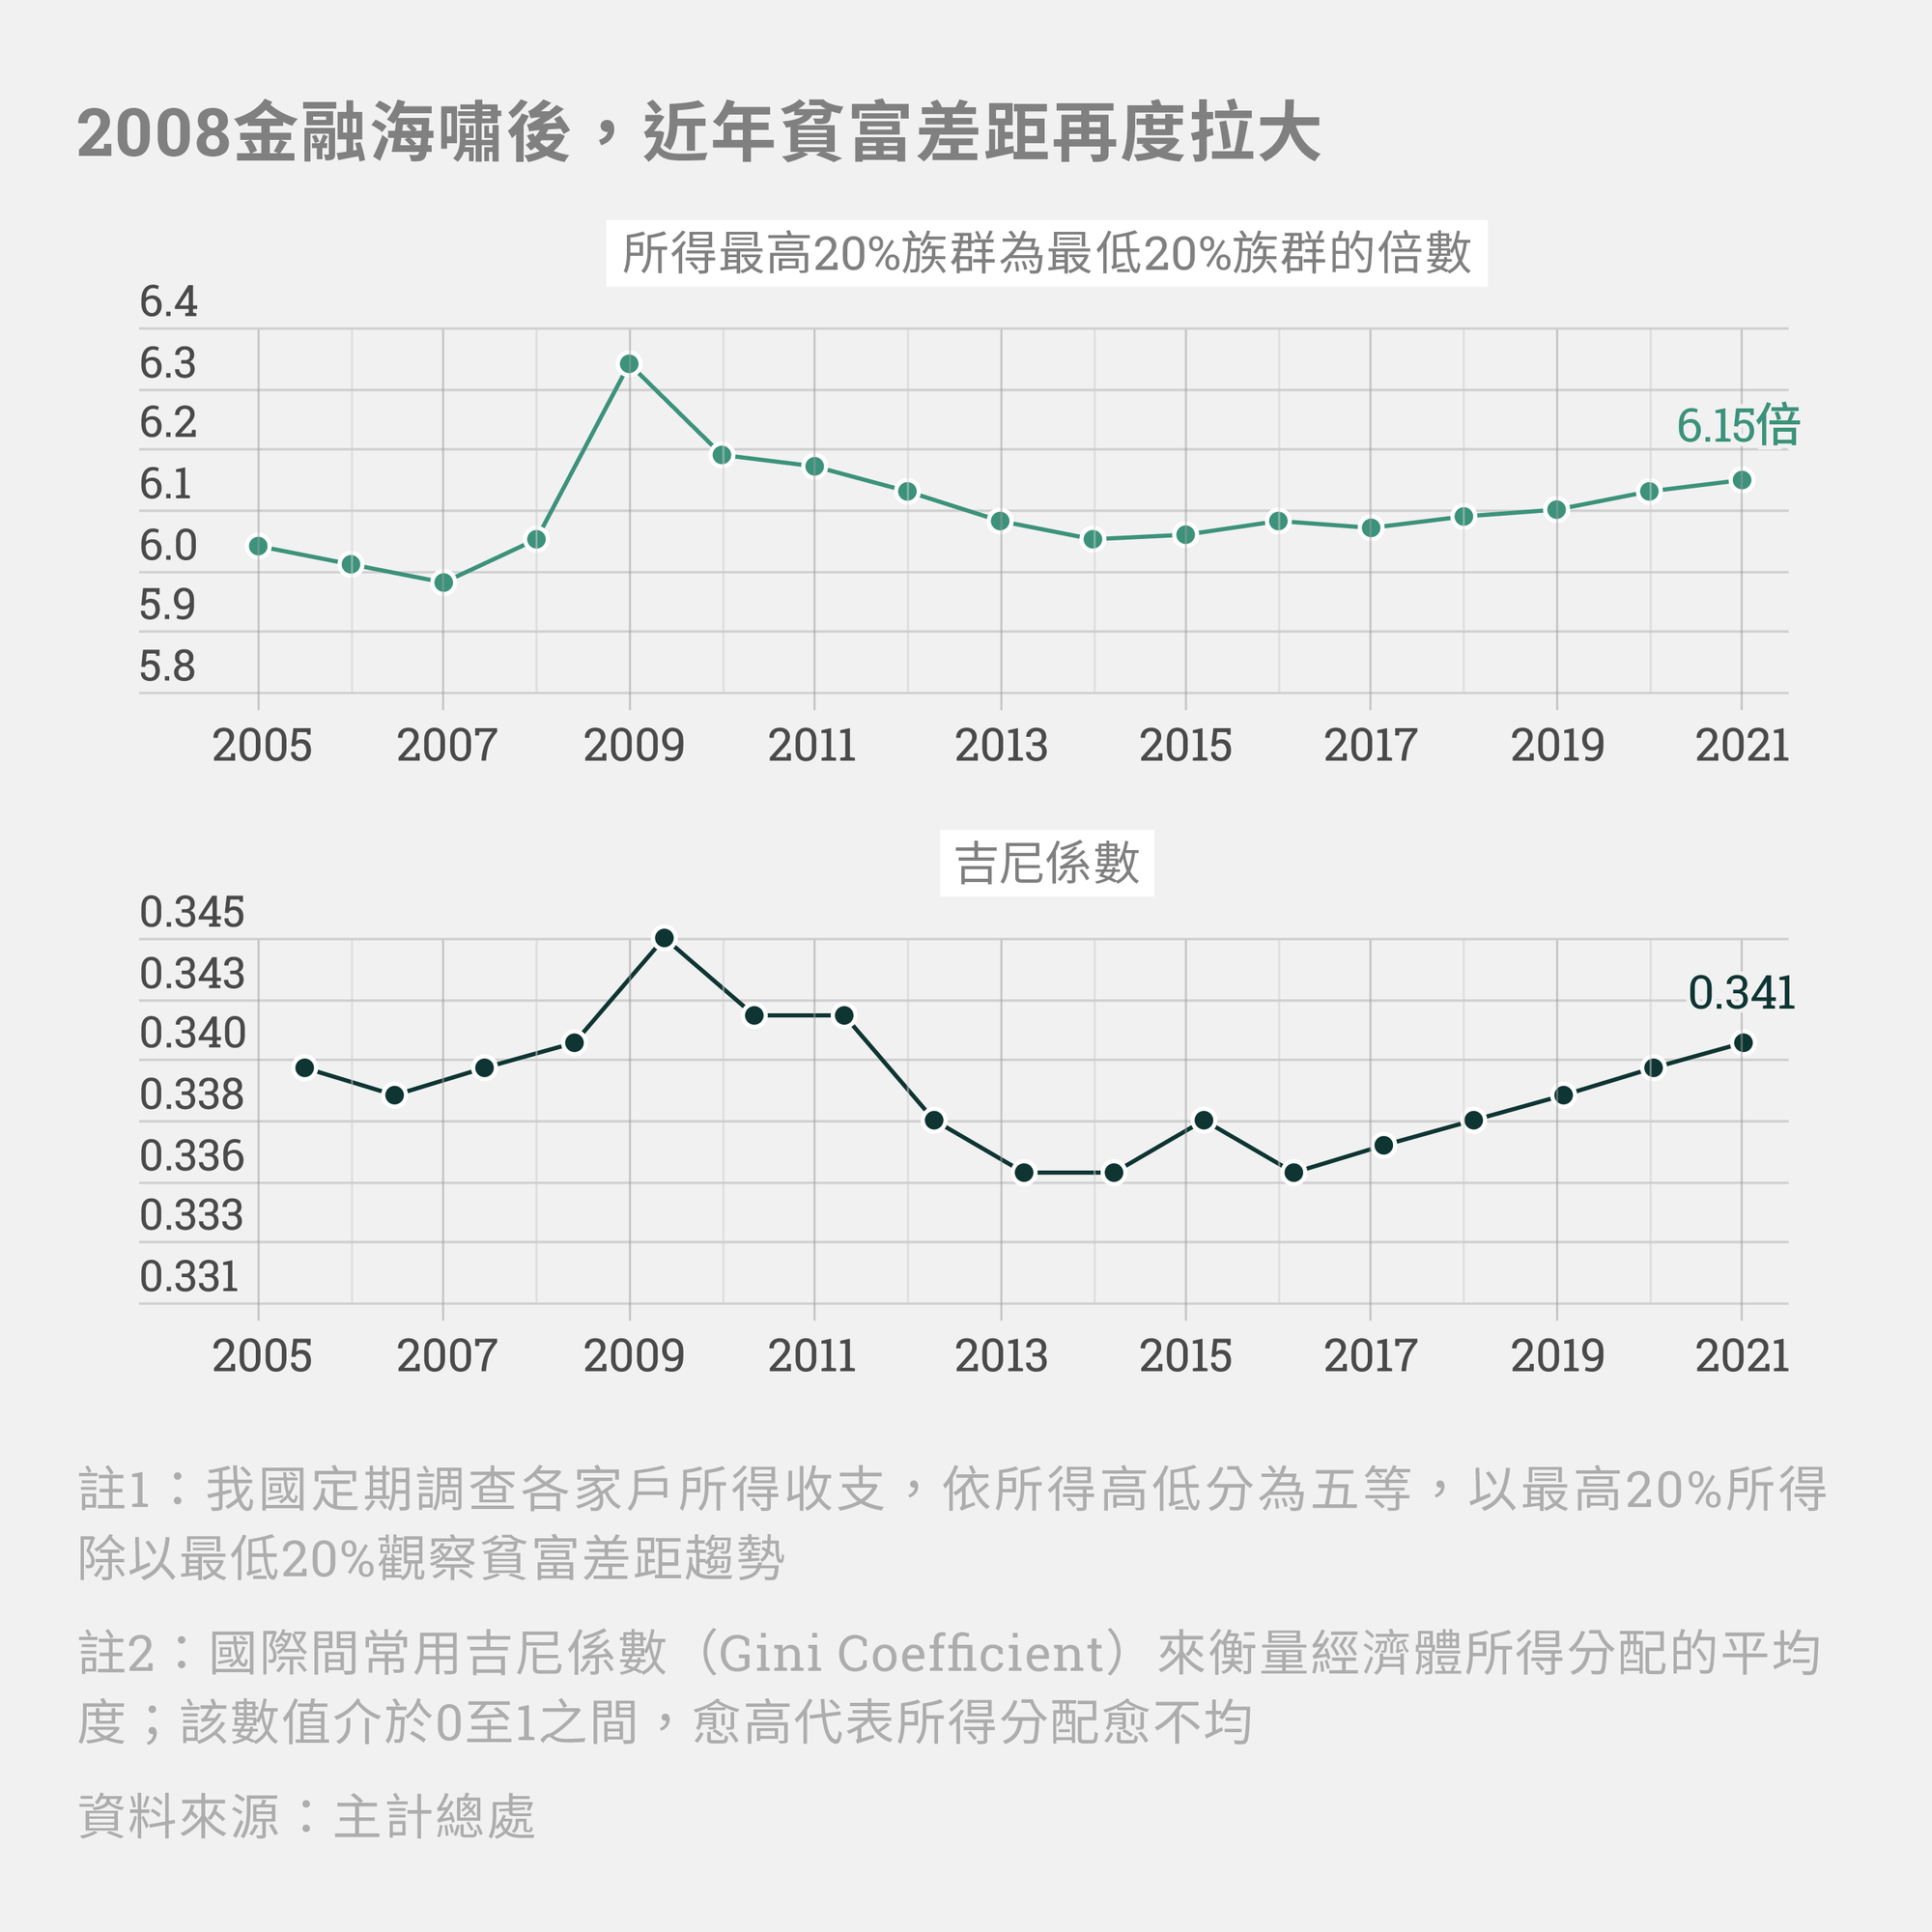 2008金融海嘯後，近年貧富差距再度拉大
所得最高20%族群為最低20%族群的倍數
6.4
6.3
6.2
6.15倍
6.1
6.0
5.9
5.8
2005 2007 2009 2011 2013 2015 2017 2019 2021
吉尼係數
0.345
0.343
0.341
0.340
0.338
0.336
0.333
0.331
2005 2007 2009 2011 2013 2015 2017 2019 2021
註1：我國定期調查各家戶所得收支，依所得高低分為五等，以最高20%所得
除以最低20%觀察貧富差距趨勢
註2：國際間常用吉尼係數（Gini Coefficient）來衡量經濟體所得分配的平均
度；該數值介於0至1之間，愈高代表所得分配愈不均
資料來源：主計總處